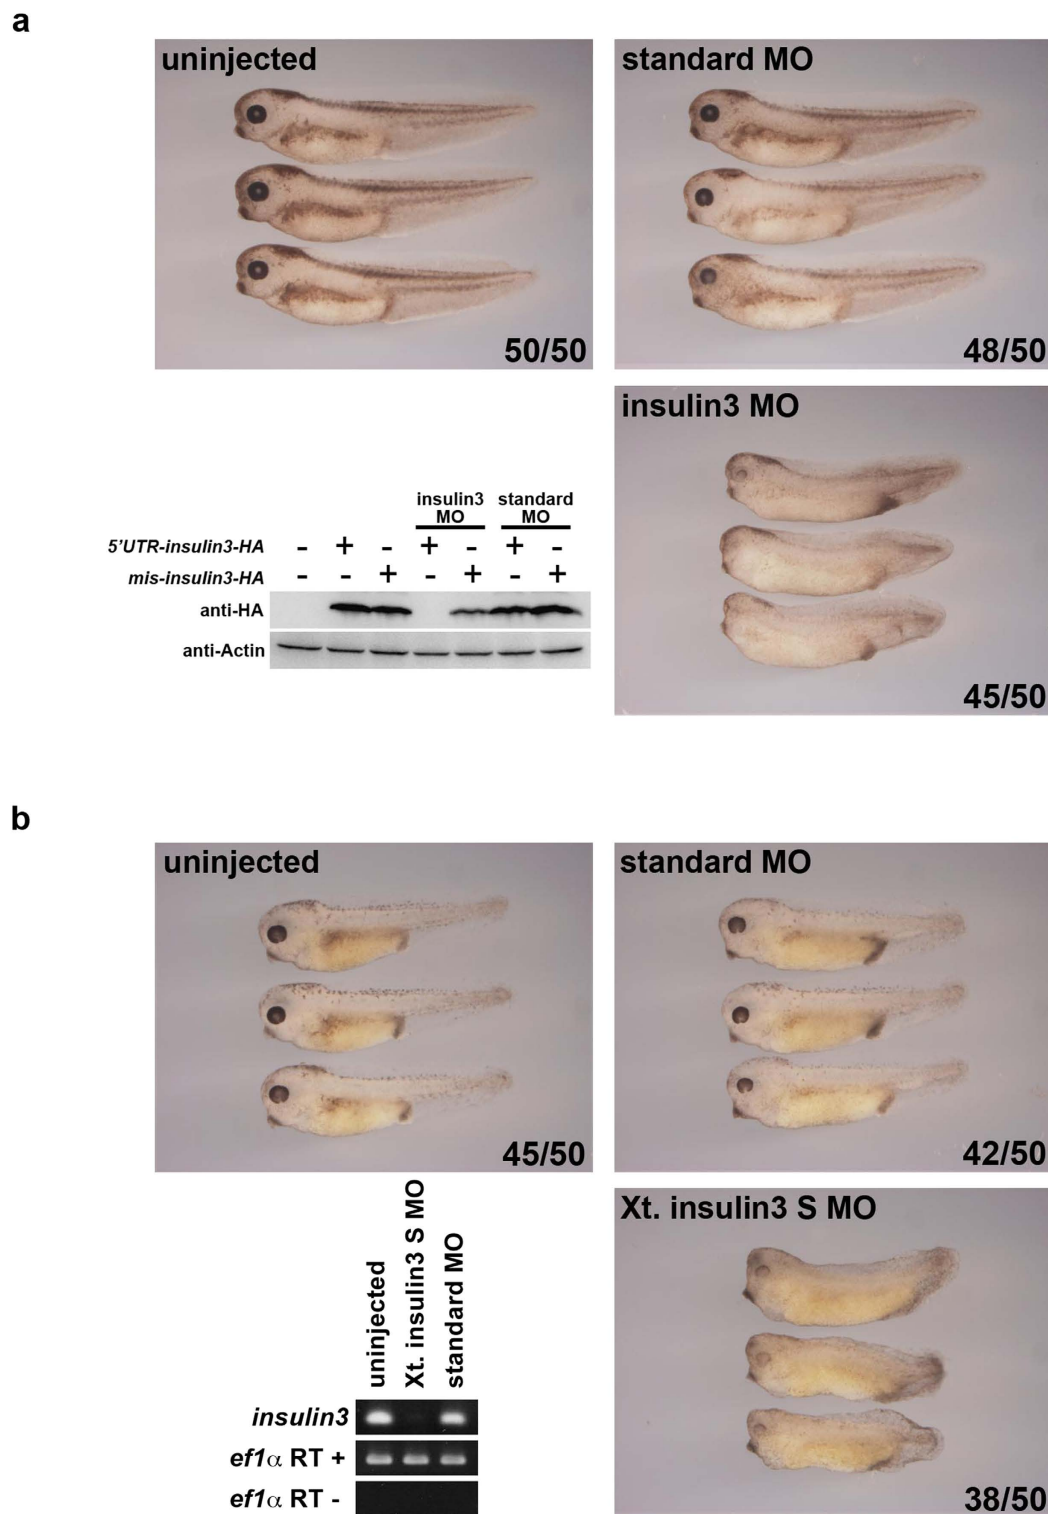 a
uninjected
standard MO
50/50
48/50
insulin3 MO
insulin3 MO
standard MO
5'UTR-insulin3-HA - + - + - + -
mis-insulin3-HA - - + - + - +
anti-HA
anti-Actin
45/50
b
uninjected
standard MO
45/50
42/50
Xt. insulin3 S MO
uninjected
Xt. insulin3 S MO
standard MO
insulin3
ef1α RT +
ef1α RT -
38/50